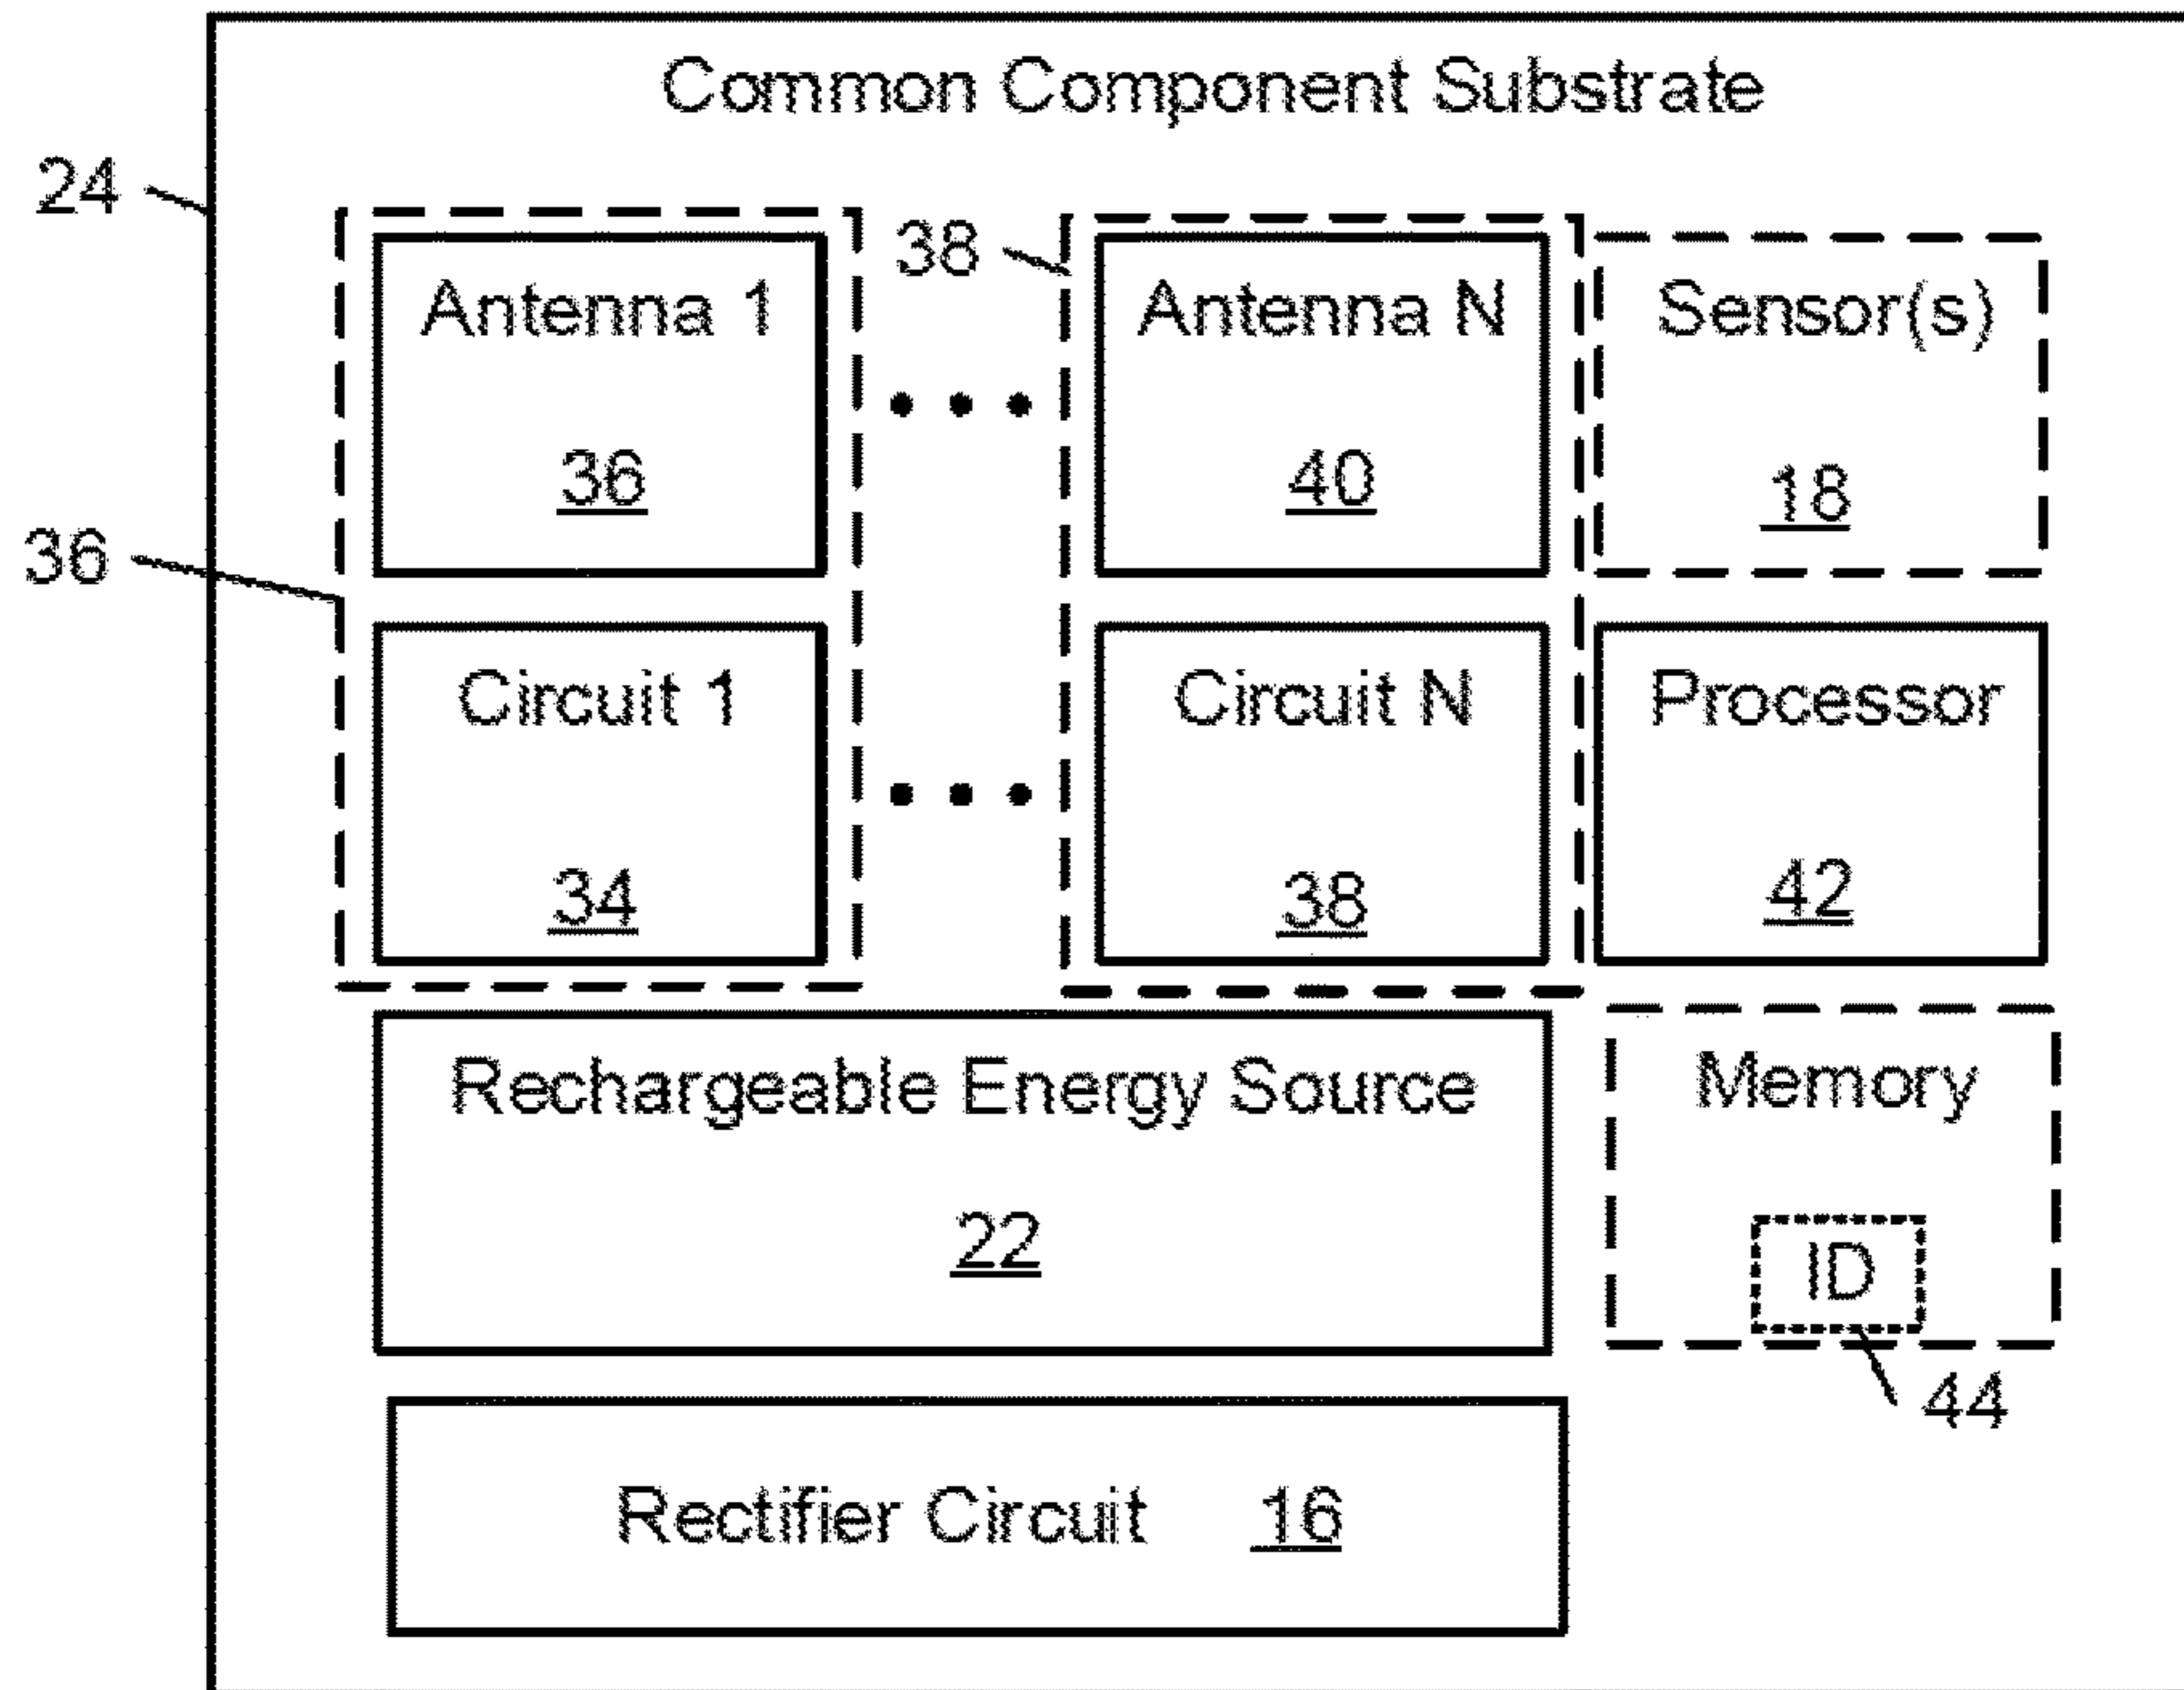 Common Component Substrate
24
38
Antenna 1
36
Antenna N
40
Sensor(s)
18
36
Circuit 1
34
Circuit N
38
Processor
42
Rechargeable Energy Source
22
Memory
ID
44
Rectifier Circuit 16